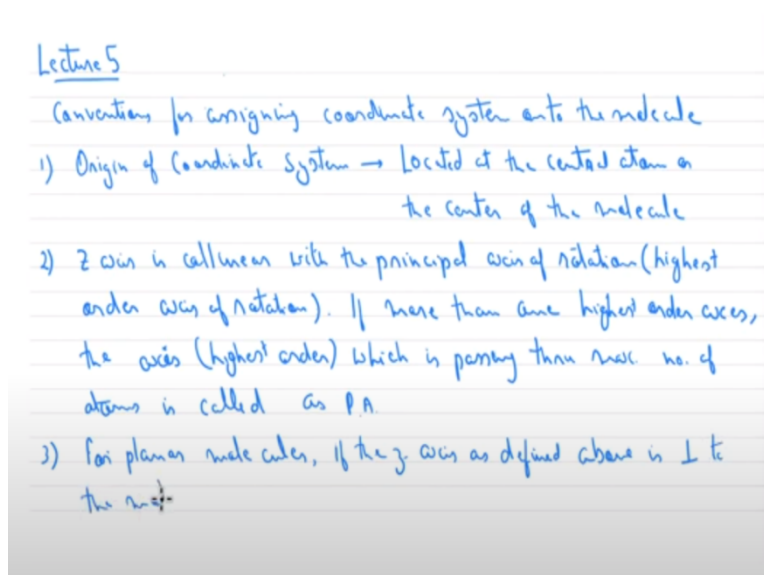 Lecture 5
Conventions for assigning coordinate system onto the molecule
1) Origin of Coordinate System → Located at the central atom or
the center of the molecule
2) Z axis is collinear with the principal axis of rotation (highest
order axis of rotation). If more than one highest order axes,
the axis (highest order) which is passing thru max. no. of
atoms is called as P.A.
3) For planar molecules, if the z axis as defined above is ⊥ to
the mo